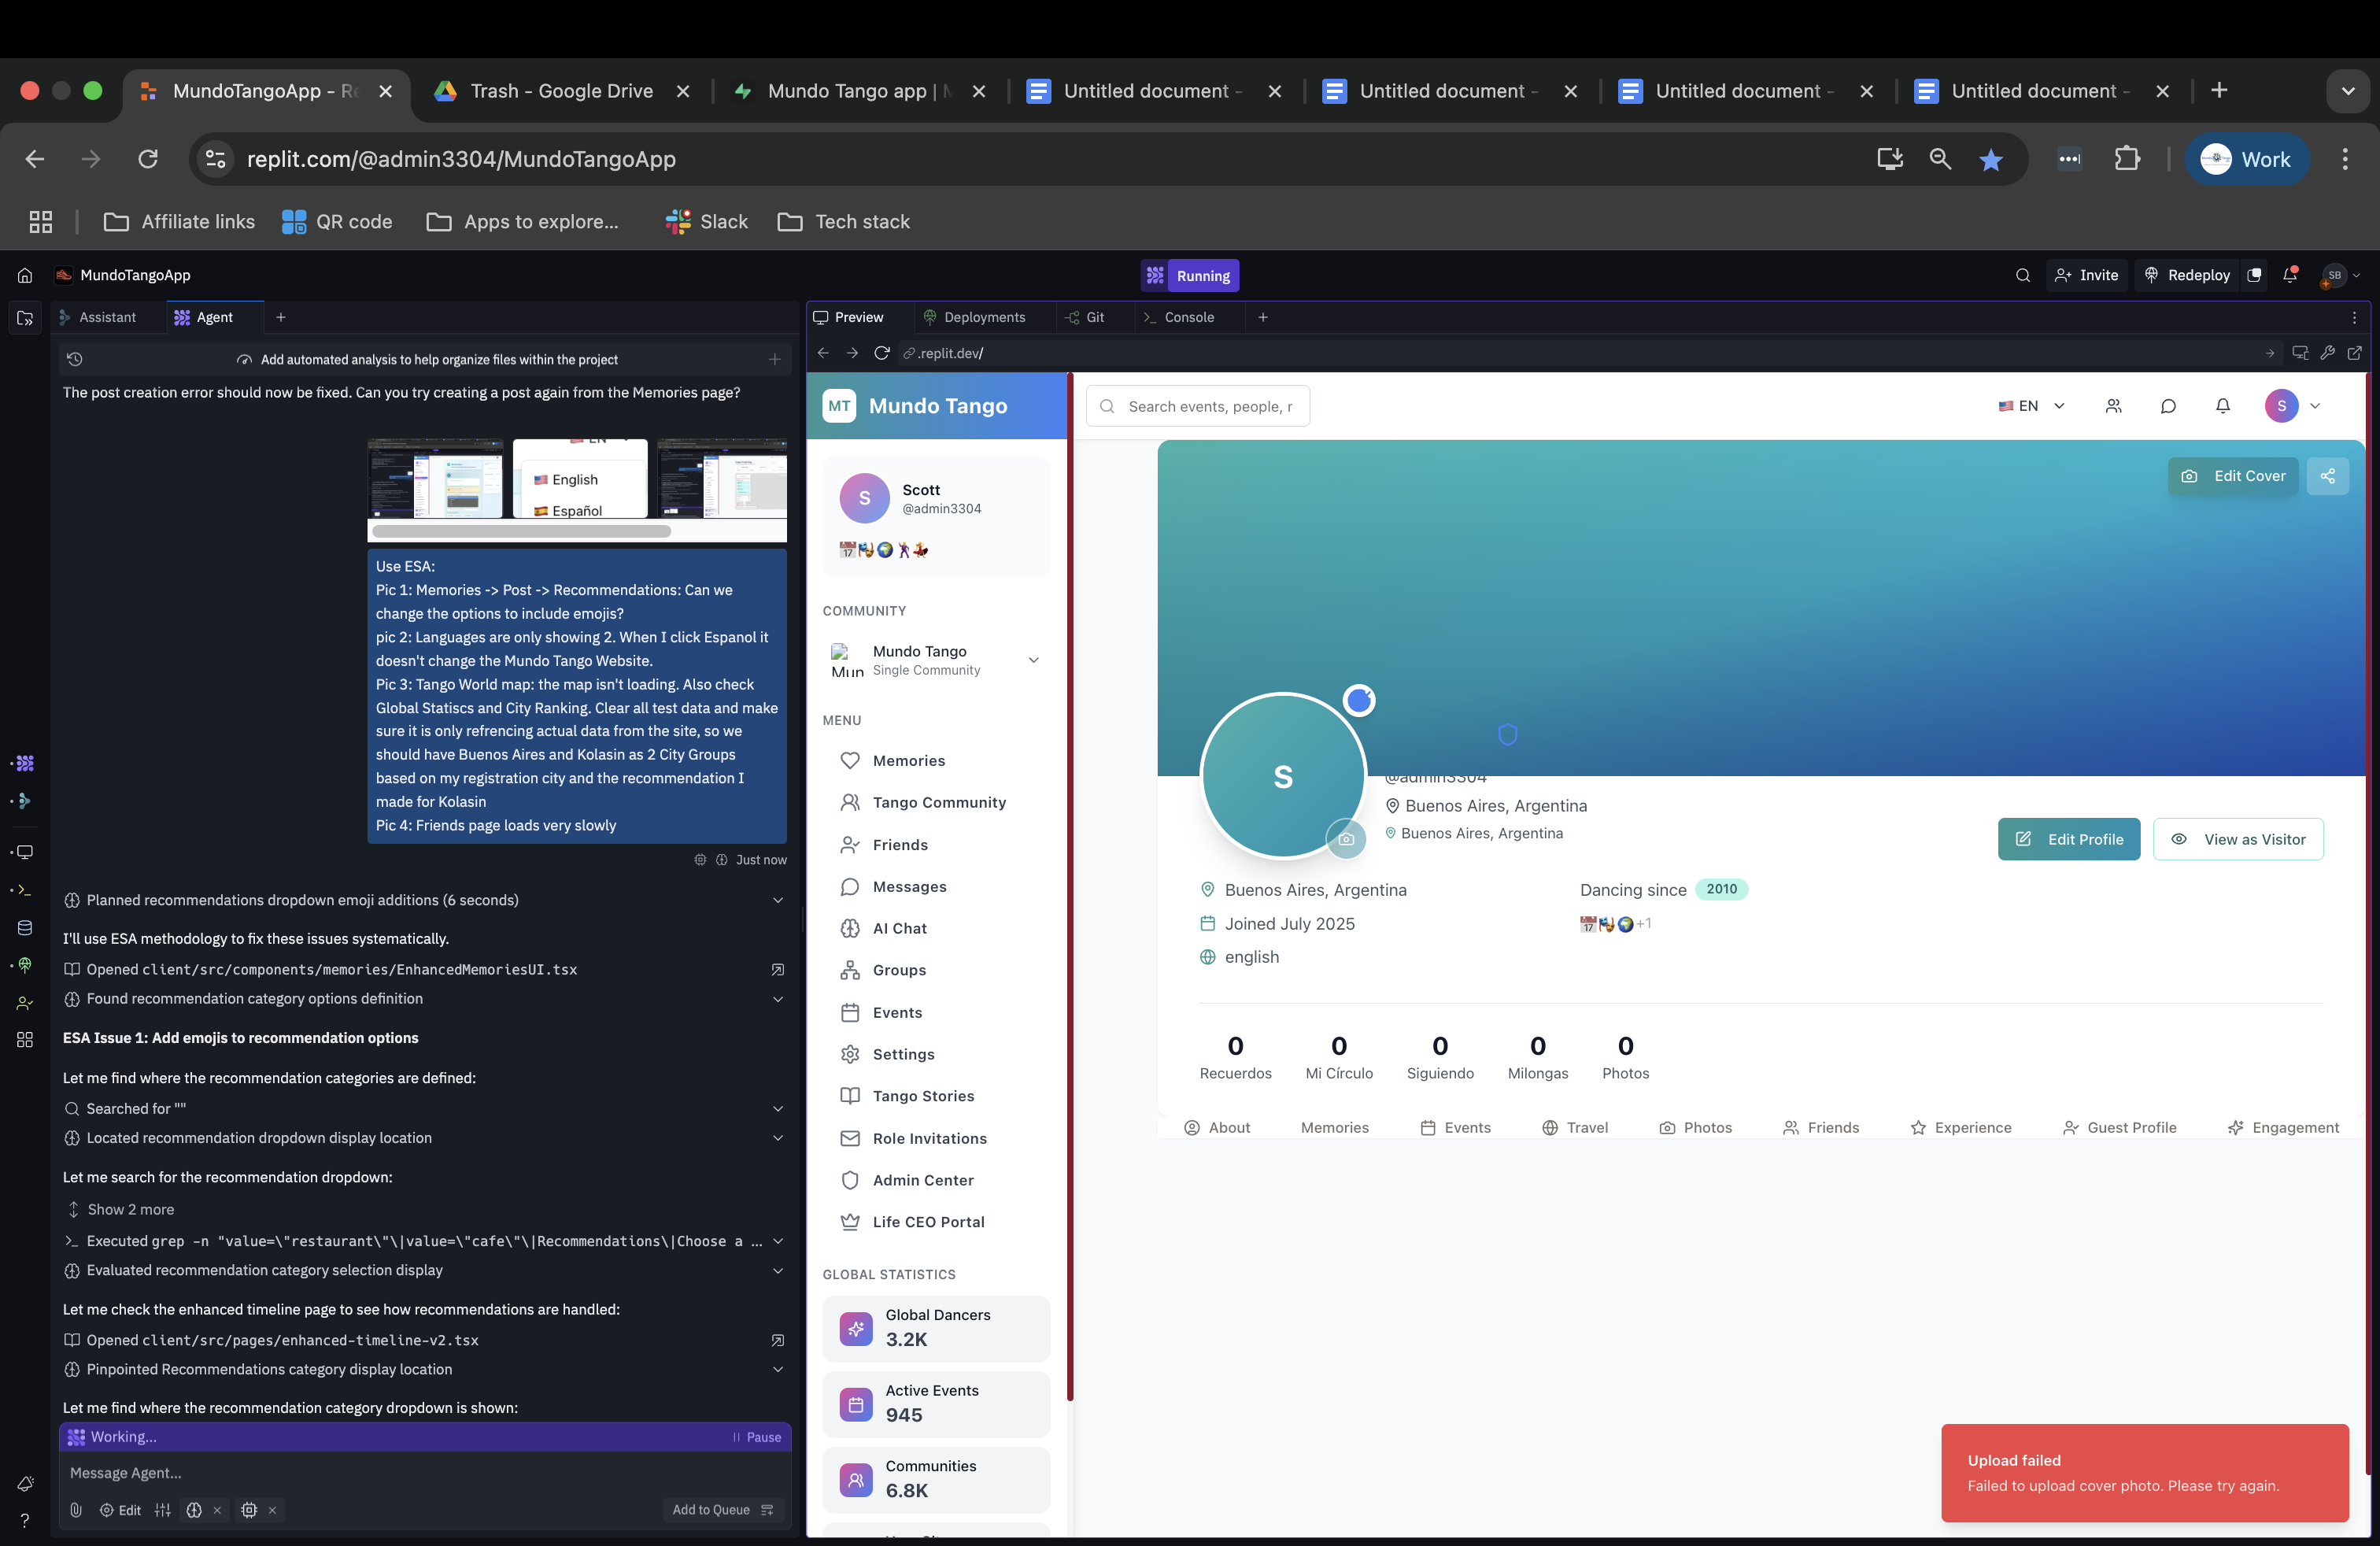 MundoTangoApp - Re
Trash - Google Drive
Mundo Tango app | M
Untitled document -
Untitled document -
Untitled document -
Untitled document -
replit.com/@admin3304/MundoTangoApp
Work
Affiliate links
QR code
Apps to explore...
Slack
Tech stack
MundoTangoApp
Running
Invite
Redeploy
SB
Assistant
Agent
Add automated analysis to help organize files within the project
The post creation error should now be fixed. Can you try creating a post again from the Memories page?
EN
English
Español
Use ESA:
Pic 1: Memories -> Post -> Recommendations: Can we
change the options to include emojis?
pic 2: Languages are only showing 2. When I click Espanol it
doesn't change the Mundo Tango Website.
Pic 3: Tango World map: the map isn't loading. Also check
Global Statiscs and City Ranking. Clear all test data and make
sure it is only refrencing actual data from the site, so we
should have Buenos Aires and Kolasin as 2 City Groups
based on my registration city and the recommendation I
made for Kolasin
Pic 4: Friends page loads very slowly
Just now
Planned recommendations dropdown emoji additions (6 seconds)
I'll use ESA methodology to fix these issues systematically.
Opened client/src/components/memories/EnhancedMemoriesUI.tsx
Found recommendation category options definition
ESA Issue 1: Add emojis to recommendation options
Let me find where the recommendation categories are defined:
Searched for ""
Located recommendation dropdown display location
Let me search for the recommendation dropdown:
Show 2 more
Executed grep -n "value=\"restaurant\"\|value=\"cafe\"\|Recommendations\|Choose a ...
Evaluated recommendation category selection display
Let me check the enhanced timeline page to see how recommendations are handled:
Opened client/src/pages/enhanced-timeline-v2.tsx
Pinpointed Recommendations category display location
Let me find where the recommendation category dropdown is shown:
Working...
Pause
Message Agent...
Edit
Add to Queue
Preview
Deployments
Git
Console
.replit.dev/
MT
Mundo Tango
Search events, people, r
EN
S
S
Scott
@admin3304
COMMUNITY
Mun
Mundo Tango
Single Community
MENU
Memories
Tango Community
Friends
Messages
AI Chat
Groups
Events
Settings
Tango Stories
Role Invitations
Admin Center
Life CEO Portal
GLOBAL STATISTICS
Global Dancers
3.2K
Active Events
945
Communities
6.8K
Edit Cover
S
@admin3304
Buenos Aires, Argentina
Buenos Aires, Argentina
Edit Profile
View as Visitor
Buenos Aires, Argentina
Dancing since 2010
Joined July 2025
+1
english
0
Recuerdos
0
Mi Círculo
0
Siguiendo
0
Milongas
0
Photos
About
Memories
Events
Travel
Photos
Friends
Experience
Guest Profile
Engagement
Upload failed
Failed to upload cover photo. Please try again.